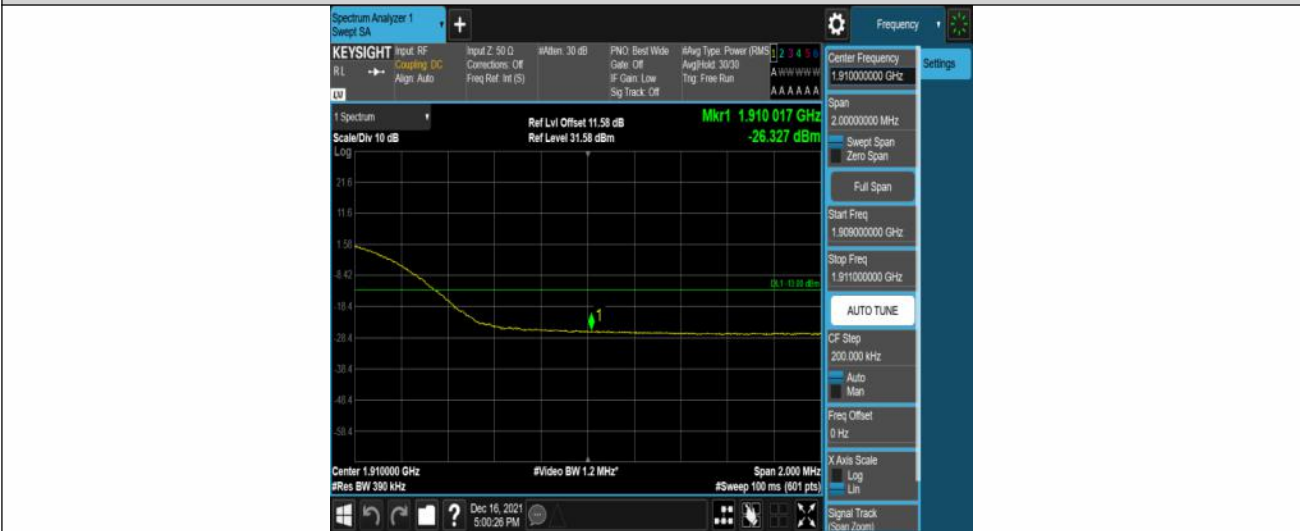 Spectrum Analyzer 1
Swept SA
+
Frequency
KEYSIGHT
RL
LV
Input: RF
Coupling: DC
Align: Auto
Input Z: 50 Ω
Corrections: Off
Freq Ref: Int (S)
#Atten: 30 dB
PNO: Best Wide
Gate: Off
IF Gain: Low
Sig Track: Off
#Avg Type: Power (RMS
Avg|Hold: 30/30
Trig: Free Run
1 2 3 4 5 6
A W W W W W
A A A A A A
1 Spectrum
Scale/Div 10 dB
Log
Ref Lvl Offset 11.58 dB
Ref Level 31.58 dBm
Mkr1 1.910 017 GHz
-26.327 dBm
21.6
11.6
1.58
-8.42
-18.4
-28.4
-38.4
-48.4
-58.4
DL1 -13.00 dBm
1
Center 1.910000 GHz
#Res BW 390 kHz
#Video BW 1.2 MHz*
Span 2.000 MHz
#Sweep 100 ms (601 pts)
?
Dec 16, 2021
5:00:26 PM
Center Frequency
1.910000000 GHz
Settings
Span
2.00000000 MHz
Swept Span
Zero Span
Full Span
Start Freq
1.909000000 GHz
Stop Freq
1.911000000 GHz
AUTO TUNE
CF Step
200.000 kHz
Auto
Man
Freq Offset
0 Hz
X Axis Scale
Log
Lin
Signal Track
(Span Zoom)